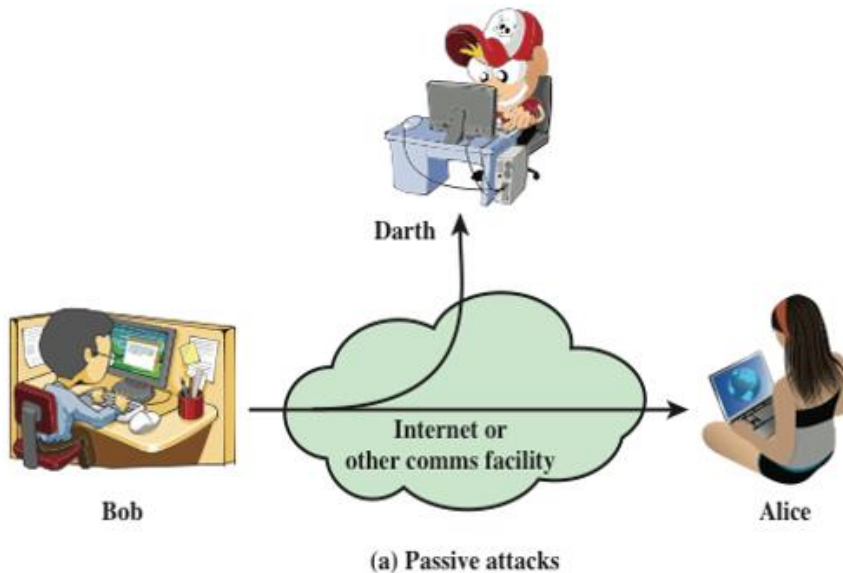 Darth
Internet or
other comms facility
Bob
Alice
(a) Passive attacks